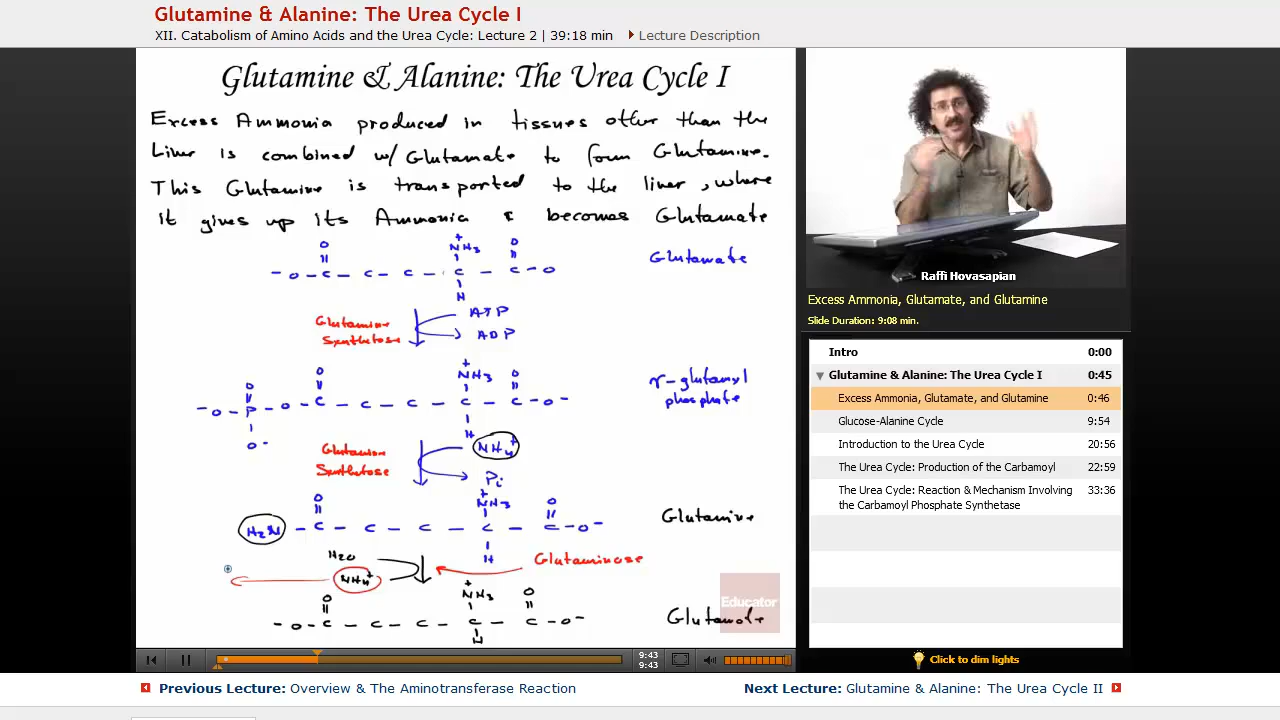 Glutamine & Alanine: The Urea Cycle I
XII. Catabolism of Amino Acids and the Urea Cycle: Lecture 2 | 39:18 min
Lecture Description
Glutamine & Alanine: The Urea Cycle I
Excess Ammonia produced in tissues other than the
Liver is combined w/ Glutamate to form Glutamine.
This Glutamine is transported to the liver, where
it gives up its Ammonia & becomes Glutamate
O + NH3 O
-O-C-C-C-C-C-O- Glutamate
H
Glutamine Synthetase
ATP
ADP
O O + NH3 O
-O-P-O-C-C-C-C-C-O-
O- H
γ-glutamyl
phosphate
Glutamine Synthetase
NH4+
Pi
O + NH3 O
H2N-C-C-C-C-C-O- Glutamine
H
H2O
NH4+
Glutaminase
O + NH3 O
-O-C-C-C-C-C-O- Glutamate
H
Educator
Raffi Hovasapian
Excess Ammonia, Glutamate, and Glutamine
Slide Duration: 9:08 min.
Intro 0:00
Glutamine & Alanine: The Urea Cycle I 0:45
Excess Ammonia, Glutamate, and Glutamine 0:46
Glucose-Alanine Cycle 9:54
Introduction to the Urea Cycle 20:56
The Urea Cycle: Production of the Carbamoyl 22:59
The Urea Cycle: Reaction & Mechanism Involving 33:36
the Carbamoyl Phosphate Synthetase
9:43
9:43
Click to dim lights
Previous Lecture: Overview & The Aminotransferase Reaction
Next Lecture: Glutamine & Alanine: The Urea Cycle II